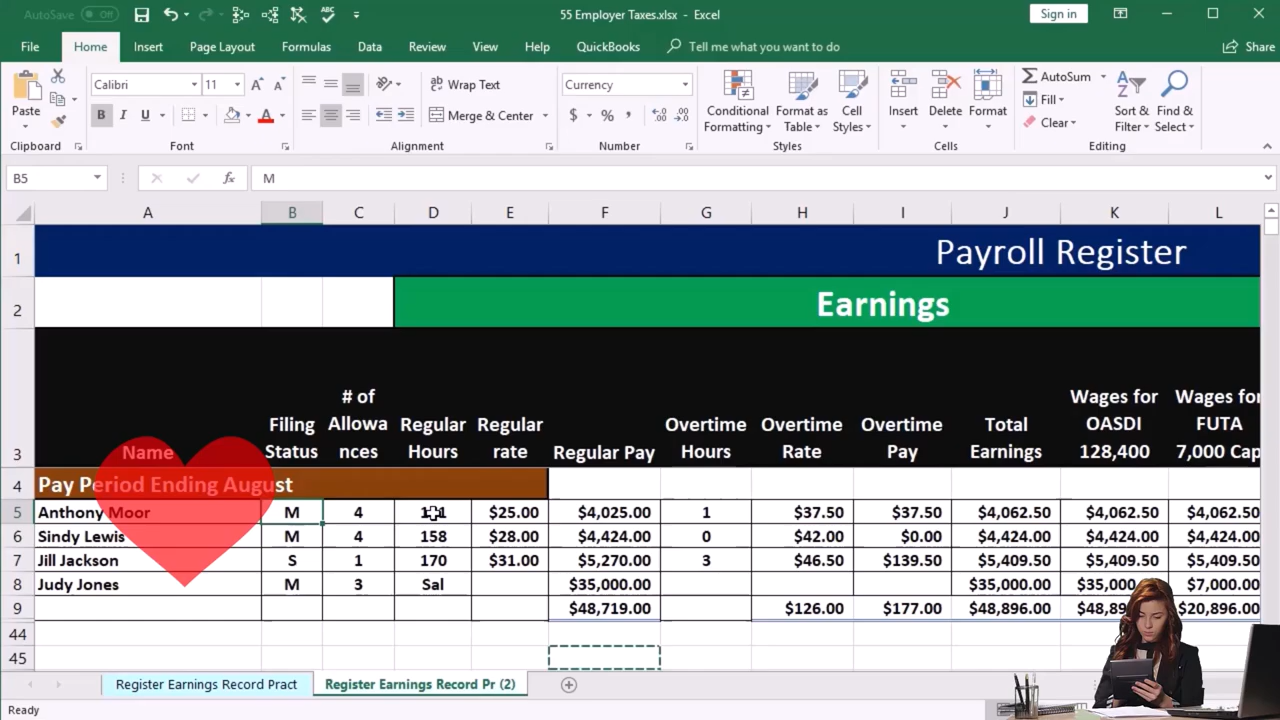 AutoSave Off 55 Employer Taxes.xlsx - Excel Sign in
File Home Insert Page Layout Formulas Data Review View Help QuickBooks Tell me what you want to do Share
Paste Calibri 11 Wrap Text Currency Conditional Formatting Format as Table Cell Styles Insert Delete Format AutoSum Sort & Filter Find & Select
B I U A Merge & Center $ % , Fill
Clear
Clipboard Font Alignment Number Styles Cells Editing
B5 fx M
A B C D E F G H I J K L
1 Payroll Register
2 Earnings
3 Name Filing Status # of Allowa nces Regular Hours Regular rate Regular Pay Overtime Hours Overtime Rate Overtime Pay Total Earnings Wages for OASDI 128,400 Wages for FUTA 7,000 Cap
4 Pay Period Ending August
5 Anthony Moor M 4 $25.00 $4,025.00 1 $37.50 $37.50 $4,062.50 $4,062.50 $4,062.50
6 Sindy Lewis M 4 158 $28.00 $4,424.00 0 $42.00 $0.00 $4,424.00 $4,424.00 $4,424.00
7 Jill Jackson S 1 170 $31.00 $5,270.00 3 $46.50 $139.50 $5,409.50 $5,409.50 $5,409.50
8 Judy Jones M 3 Sal $35,000.00 $35,000.00 $35,000 $7,000.00
9 $48,719.00 $126.00 $177.00 $48,896.00 $20,896.00
44
45
Register Earnings Record Pract Register Earnings Record Pr (2)
Ready